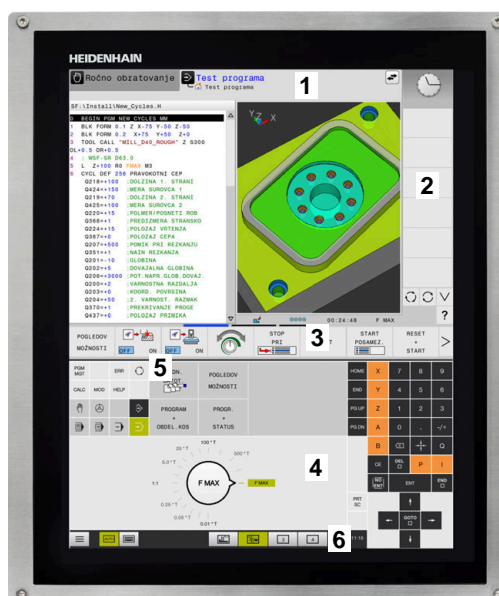 HEIDENHAIN
Ročno obratovanje
Test programa
Test programa
1
SF:\Install\New_Cycles.H
0 BEGIN PGM NEW_CYCLES MM
1 BLK FORM 0.1 Z X-75 Y-50 Z-50
2 BLK FORM 0.2 X+75 Y+50 Z+0
3 TOOL CALL "MILL_D40_ROUGH" Z S300
DL+0.5 DR+0.5
4 ; WSF-SR D63.0
5 L Z+100 R0 FMAX M3
6 CYCL DEF 256 PRAVOKOTNI CEP
Q218=+100 ;DOLZINA 1. STRANI
Q424=+150 ;MERA SUROVCA 1
Q219=+100 ;DOLZINA 2. STRANI
Q425=+100 ;MERA SUROVCA 2
Q220=+15 ;POLMER/POSNETI ROB
Q368=+1 ;PREDIZMERA STRANSKO
Q224=+15 ;POLOZAJ VRTENJA
Q367=+0 ;POLOZAJ CEPA
Q207=+500 ;POMIK PRI REZKANJU
Q351=+1 ;NAIN REZKANJA
Q201=-10 ;GLOBINA
Q202=+5 ;DOVAJALNA GLOBINA
Q206=+3000 ;POT.NAPR.GLOB.DOVAZ.
Q200=+2 ;VARNOSTNA RAZDALJA
Q203=+0 ;KOORD. POVRSINA
Q204=+50 ;2. VARNOST. RAZMAK
Q370=+1 ;PREKRIVANJE PROGE
Q437=+0 ;POLOZAJ PRIMIKA
Y Z X
2
?
00:24:48 F MAX
POGLEDOV
MOŽNOSTI
OFF ON
OFF ON
STOP
PRI
3
START
POSAMEZ.
RESET
+
START
>
5
PGM
MGT
ERR
CALC MOD HELP
POGLEDOV
MOŽNOSTI
PROGRAM
+
OBDEL.KOS
PROGR.
+
STATUS
HOME X 7 8 9
END Y 4 5 6
PG UP Z 1 2 3
PG DN A 0 . -/+
B Q
CE DEL P I
NO
ENT
ENT
END
PRT
SC
GOTO
4
100 °T
25 °T
500 °T
5.0 °T
1:1
F MAX
F MAX
0.25 °T
0.05 °T
0.01 °T
AUTO
3
4
6
11:15